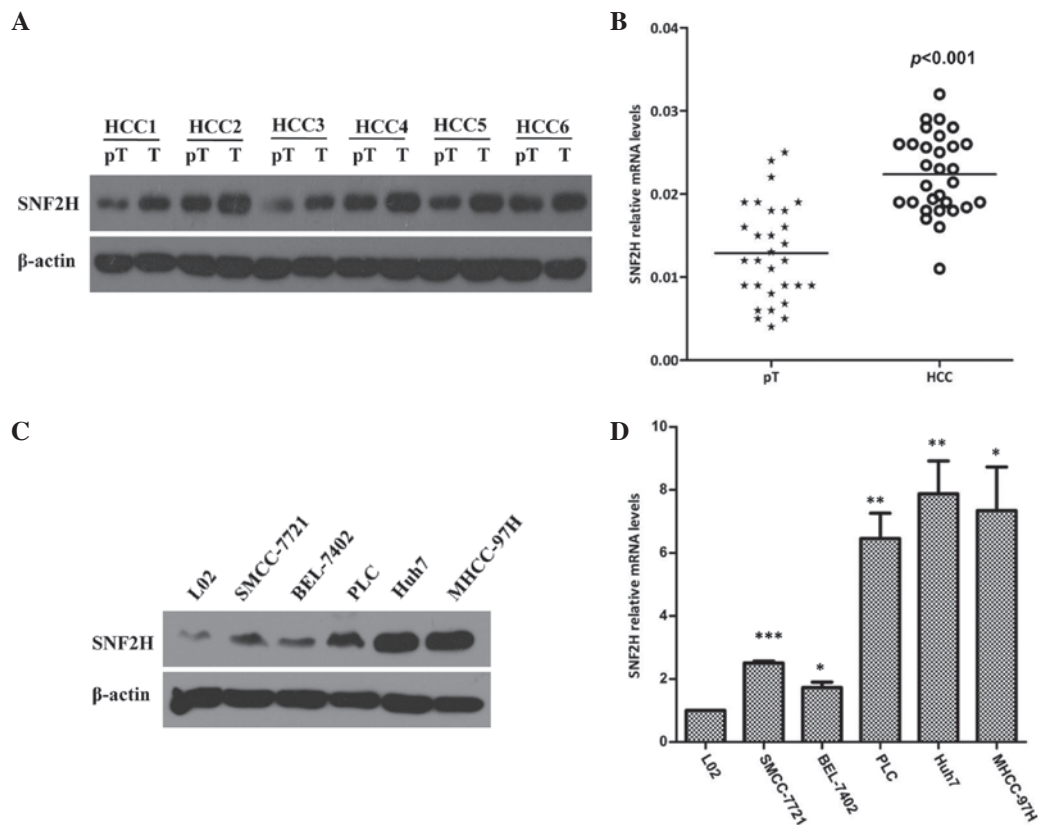 A
HCC1 HCC2 HCC3 HCC4 HCC5 HCC6
pT T pT T pT T pT T pT T pT T
SNF2H
β-actin
B
SNF2H relative mRNA levels
0.04
0.03
0.02
0.01
0.00
p<0.001
pT HCC
C
L02 SMCC-7721 BEL-7402 PLC Huh7 MHCC-97H
SNF2H
β-actin
D
SNF2H relative mRNA levels
10
8
6
4
2
0
*** * ** ** *
L02 SMCC-7721 BEL-7402 PLC Huh7 MHCC-97H